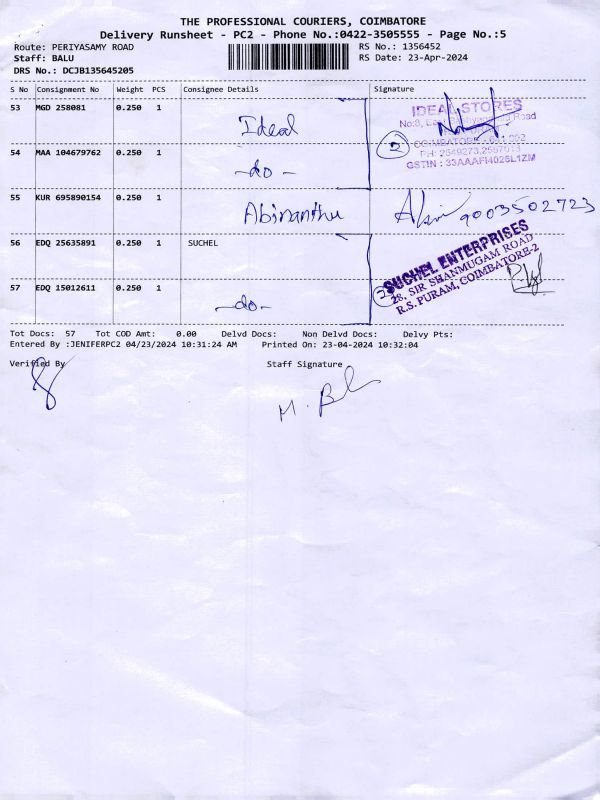 THE PROFESSIONAL COURIERS, COIMBATORE
Delivery Runsheet - PC2 - Phone No.:0422-3505555 - Page No.:5
Route: PERIYASAMY ROAD
RS No.: 1356452
Staff: BALU
RS Date: 23-Apr-2024
DRS No.: DCJB135645205
S No Consignment No Weight PCS Consignee Details Signature
53 MGD 258081 0.250 1 Ideal
IDEAL STORES
54 MAA 104679762 0.250 1 -do-
2
GSTIN : 33AAAFI4026L1ZM
55 KUR 695890154 0.250 1 Abinanthu 9003502723
56 EDQ 25635891 0.250 1 SUCHEL
SUCHEL ENTERPRISES
28, SIR SHANMUGAM ROAD
R.S. PURAM, COIMBATORE-2
57 EDQ 15012611 0.250 1 -do-
2
Tot Docs: 57 Tot COD Amt: 0.00 Delvd Docs: Non Delvd Docs: Delvy Pts:
Entered By :JENIFERPC2 04/23/2024 10:31:24 AM Printed On: 23-04-2024 10:32:04
Verified By Staff Signature